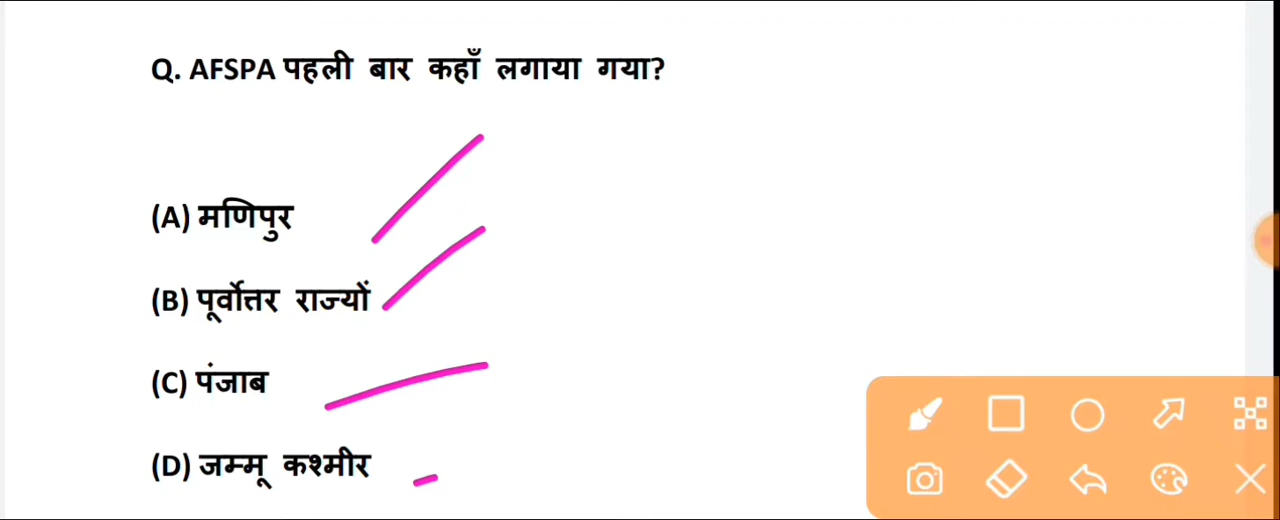 Q. AFSPA पहली बार कहाँ लगाया गया?
(A) मणिपुर
(B) पूर्वोत्तर राज्यों
(C) पंजाब
(D) जम्मू कश्मीर